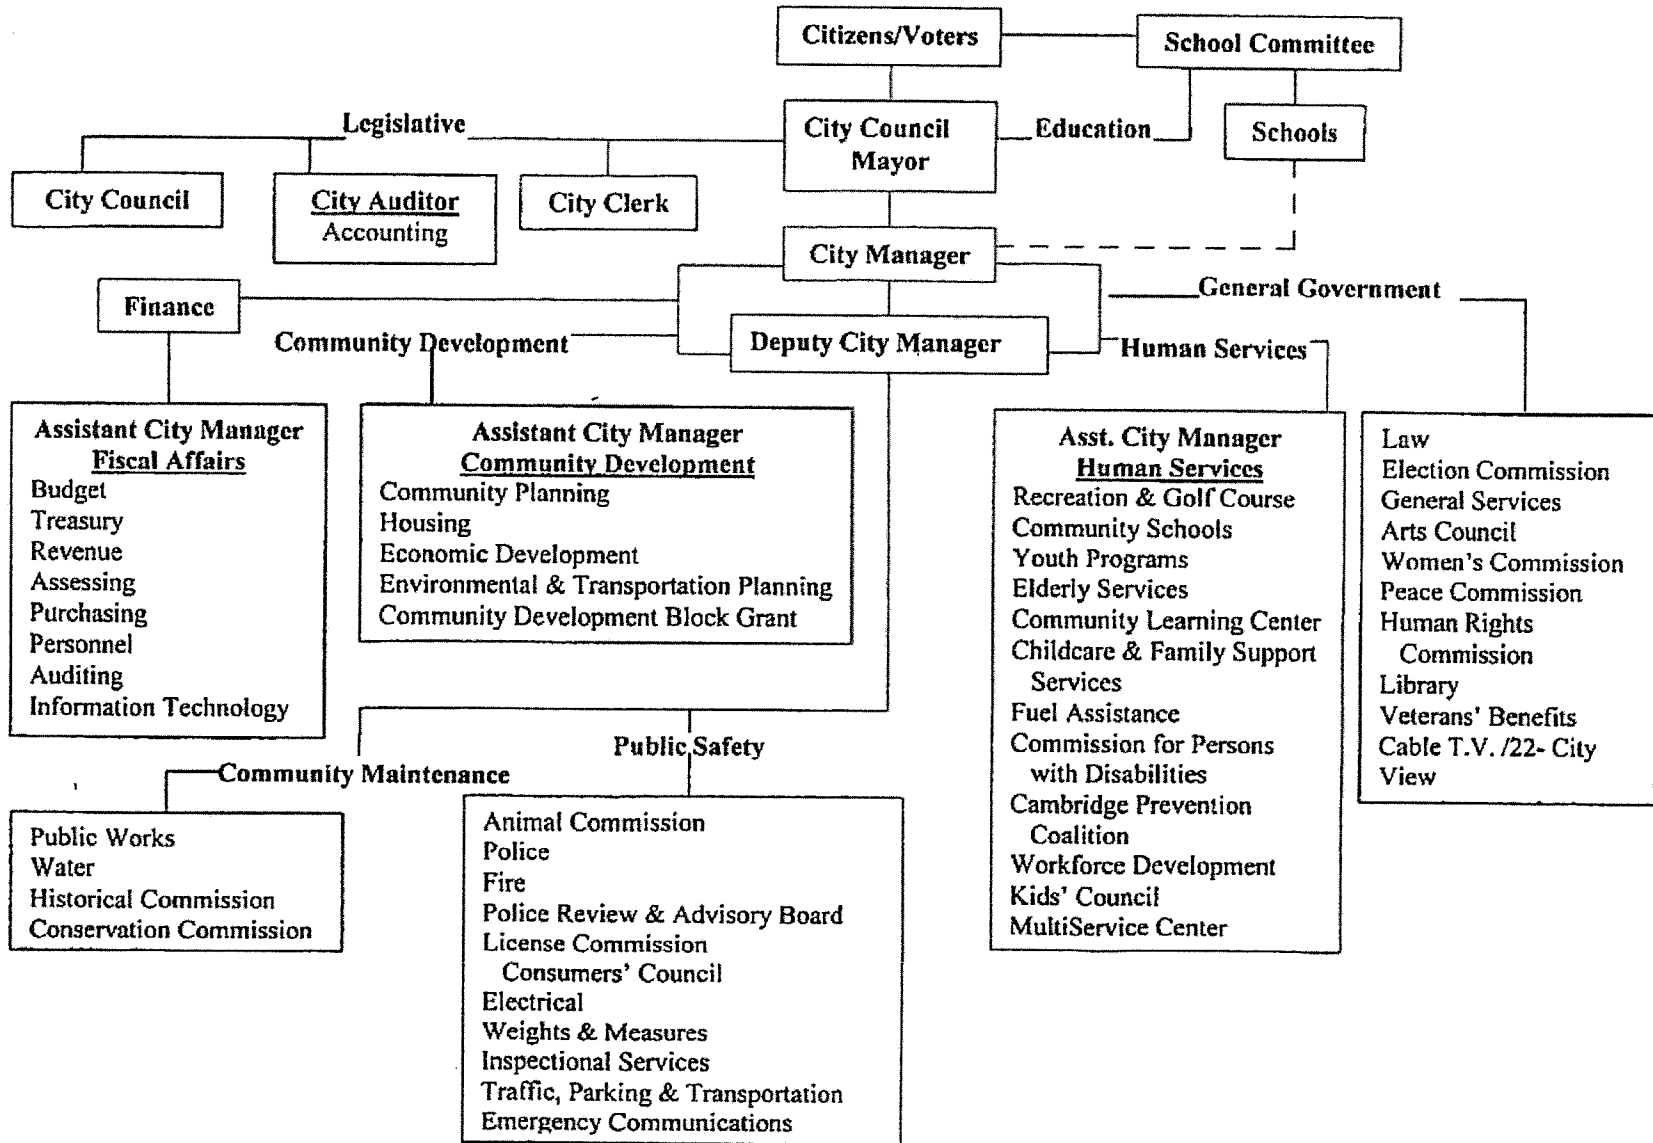 Citizens/Voters
School Committee
Legislative
City Council
Mayor
Education
Schools
City Council
City Auditor
Accounting
City Clerk
City Manager
General Government
Finance
Community Development
Deputy City Manager
Human Services
Assistant City Manager
Fiscal Affairs
Budget
Treasury
Revenue
Assessing
Purchasing
Personnel
Auditing
Information Technology
Assistant City Manager
Community Development
Community Planning
Housing
Economic Development
Environmental & Transportation Planning
Community Development Block Grant
Asst. City Manager
Human Services
Recreation & Golf Course
Community Schools
Youth Programs
Elderly Services
Community Learning Center
Childcare & Family Support
Services
Fuel Assistance
Commission for Persons
with Disabilities
Cambridge Prevention
Coalition
Workforce Development
Kids' Council
MultiService Center
Law
Election Commission
General Services
Arts Council
Women's Commission
Peace Commission
Human Rights
Commission
Library
Veterans' Benefits
Cable T.V. /22- City
View
Public Safety
Community Maintenance
Public Works
Water
Historical Commission
Conservation Commission
Animal Commission
Police
Fire
Police Review & Advisory Board
License Commission
Consumers' Council
Electrical
Weights & Measures
Inspectional Services
Traffic, Parking & Transportation
Emergency Communications